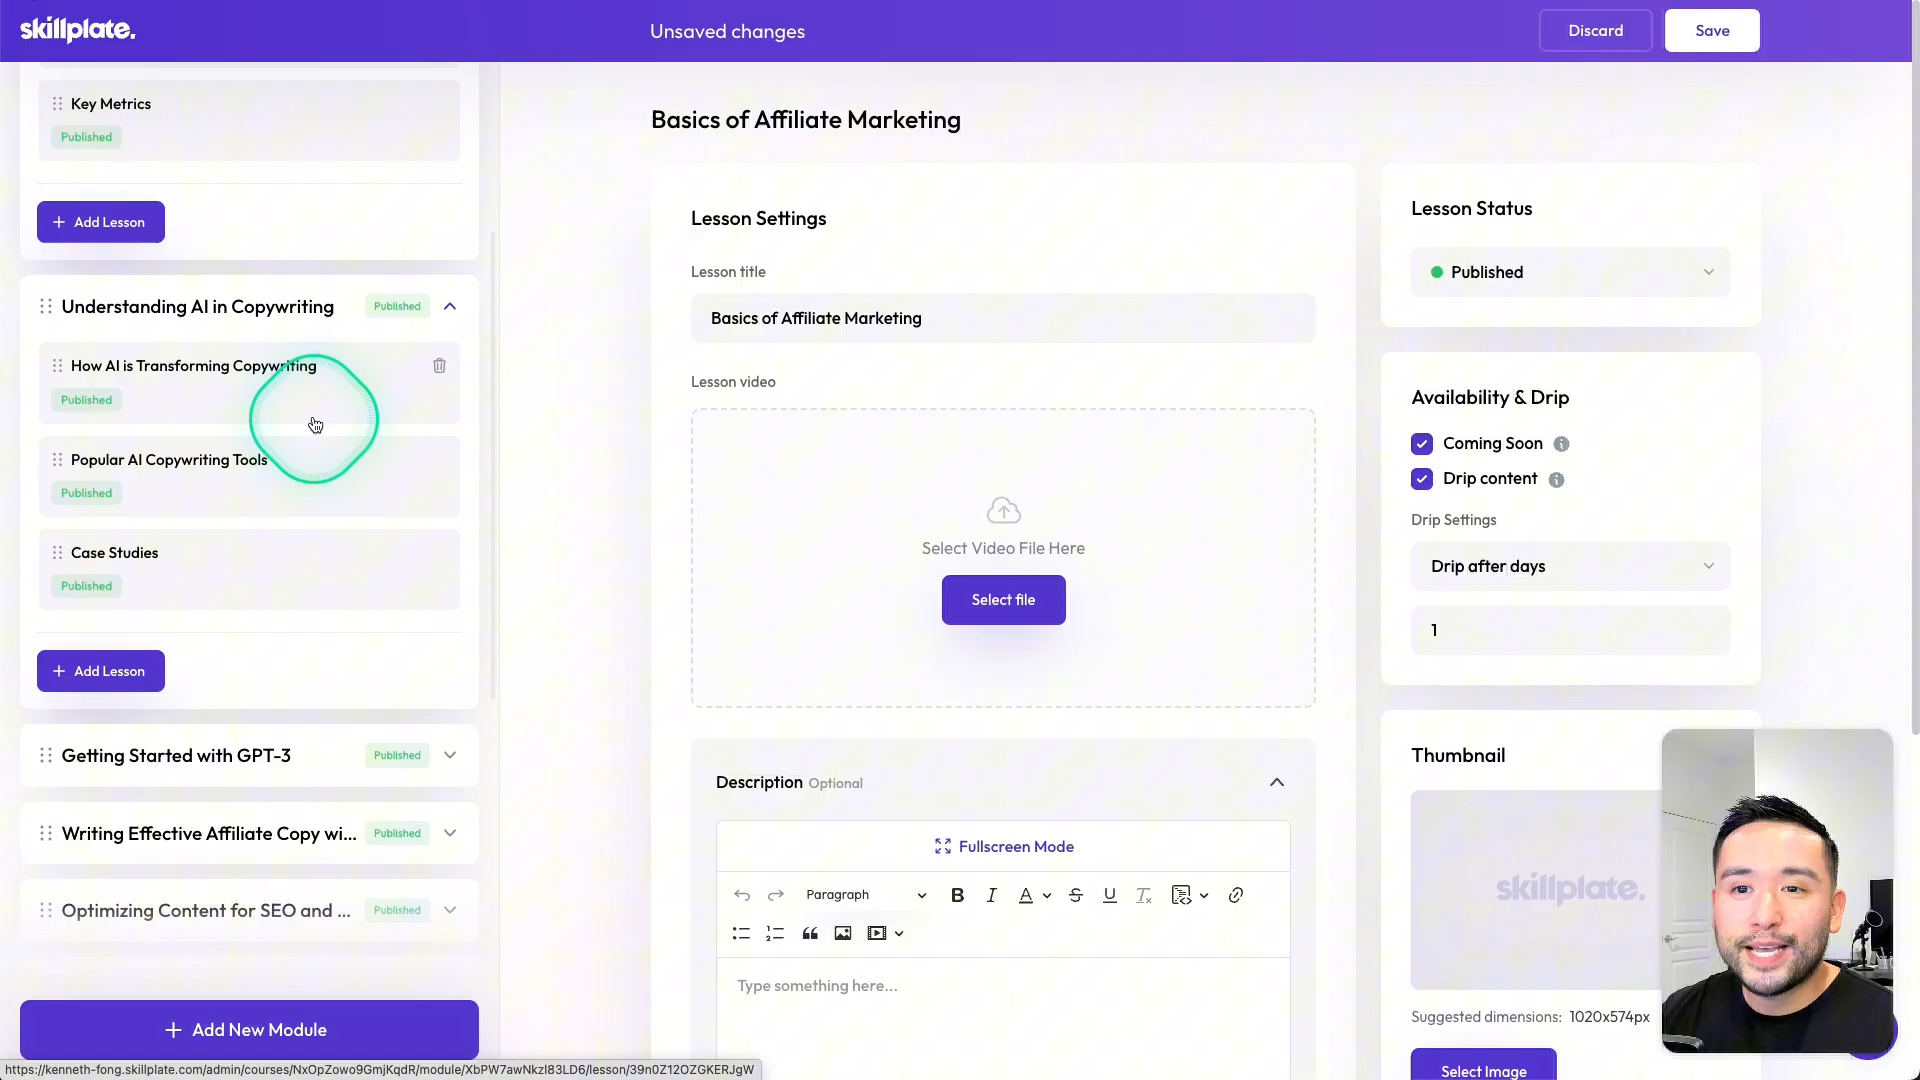 skillplate.
Unsaved changes
Discard
Save
Key Metrics
Published
+ Add Lesson
Understanding AI in Copywriting
Published
How AI is Transforming Copywriting
Published
Popular AI Copywriting Tools
Published
Case Studies
Published
+ Add Lesson
Getting Started with GPT-3
Published
Writing Effective Affiliate Copy wi...
Published
Optimizing Content for SEO and ...
Published
+ Add New Module
https://kenneth-fong.skillplate.com/admin/courses/NxOpZowo9GmjKqdR/module/XbPW7awNkzl83LD6/lesson/39n0Z12OZGKERJgW
Basics of Affiliate Marketing
Lesson Settings
Lesson title
Basics of Affiliate Marketing
Lesson video
Select Video File Here
Select file
Description Optional
Fullscreen Mode
Paragraph
Type something here...
Lesson Status
Published
Availability & Drip
Coming Soon
Drip content
Drip Settings
Drip after days
1
Thumbnail
skillplate.
Suggested dimensions: 1020x574px
Select Image